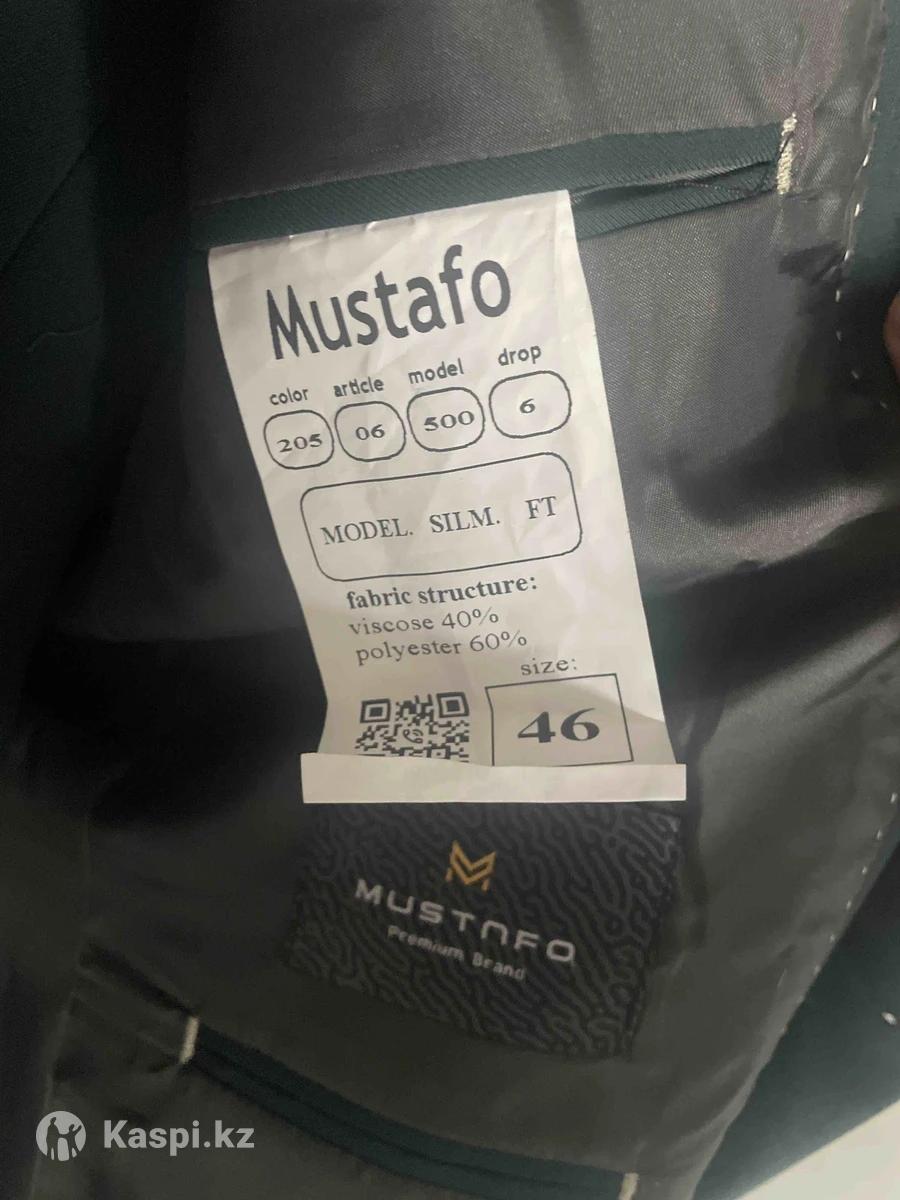 Mustafo
color article model drop
205 06 500 6
MODEL. SILM. FT
fabric structure:
viscose 40%
polyester 60%
size:
46
MUSTAFO
Premium Brand
Kaspi.kz